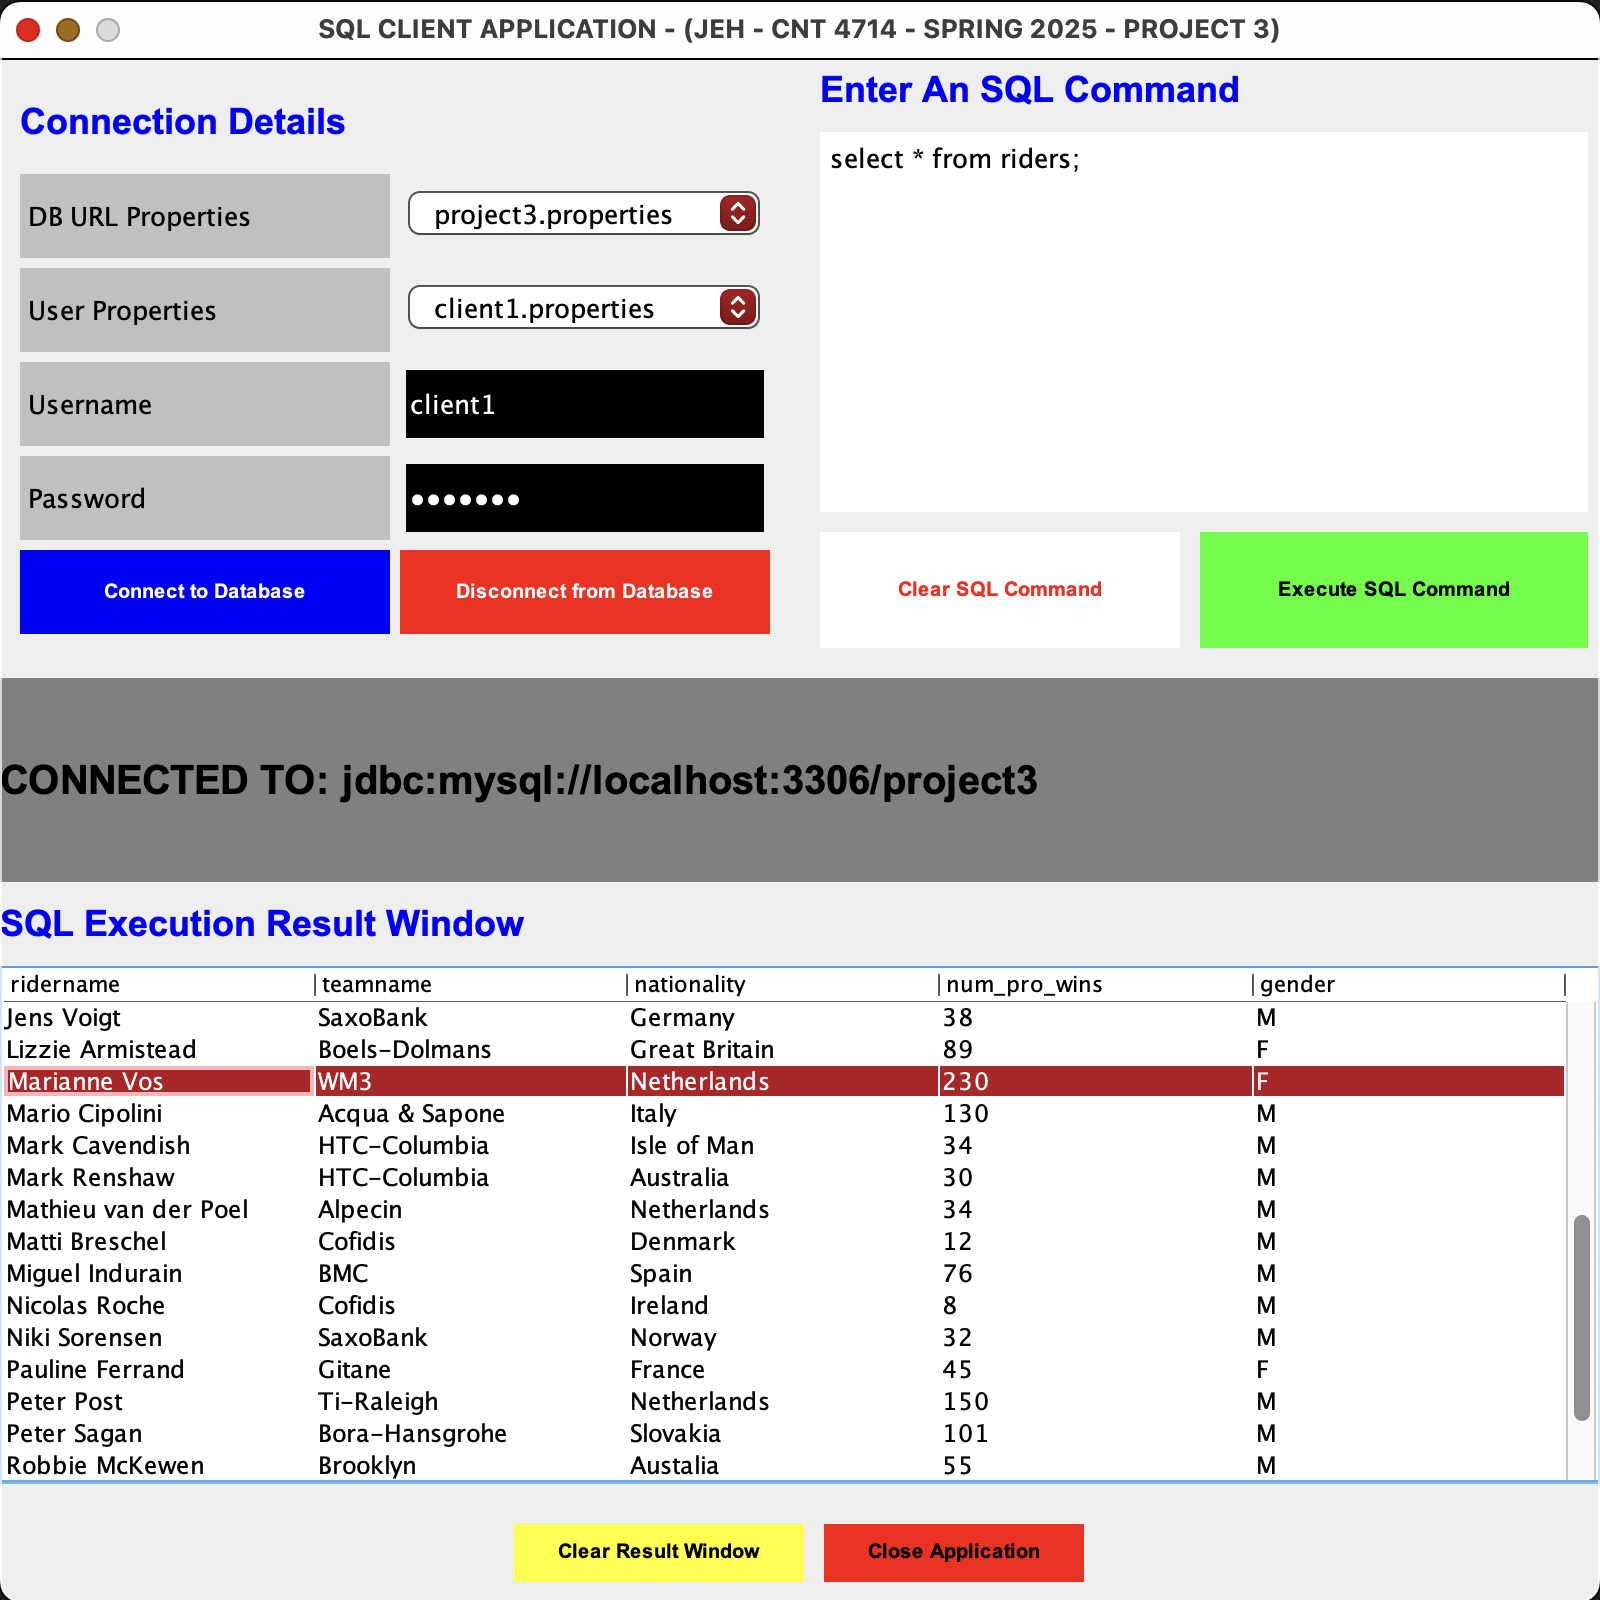 SQL CLIENT APPLICATION - (JEH - CNT 4714 - SPRING 2025 - PROJECT 3)
Connection Details
DB URL Properties project3.properties
User Properties client1.properties
Username client1
Password •••••••
Connect to Database Disconnect from Database
Enter An SQL Command
select * from riders;
Clear SQL Command Execute SQL Command
CONNECTED TO: jdbc:mysql://localhost:3306/project3
SQL Execution Result Window
ridername teamname nationality num_pro_wins gender
Jens Voigt SaxoBank Germany 38 M
Lizzie Armistead Boels-Dolmans Great Britain 89 F
Marianne Vos WM3 Netherlands 230 F
Mario Cipolini Acqua & Sapone Italy 130 M
Mark Cavendish HTC-Columbia Isle of Man 34 M
Mark Renshaw HTC-Columbia Australia 30 M
Mathieu van der Poel Alpecin Netherlands 34 M
Matti Breschel Cofidis Denmark 12 M
Miguel Indurain BMC Spain 76 M
Nicolas Roche Cofidis Ireland 8 M
Niki Sorensen SaxoBank Norway 32 M
Pauline Ferrand Gitane France 45 F
Peter Post Ti-Raleigh Netherlands 150 M
Peter Sagan Bora-Hansgrohe Slovakia 101 M
Robbie McKewen Brooklyn Austalia 55 M
Clear Result Window Close Application